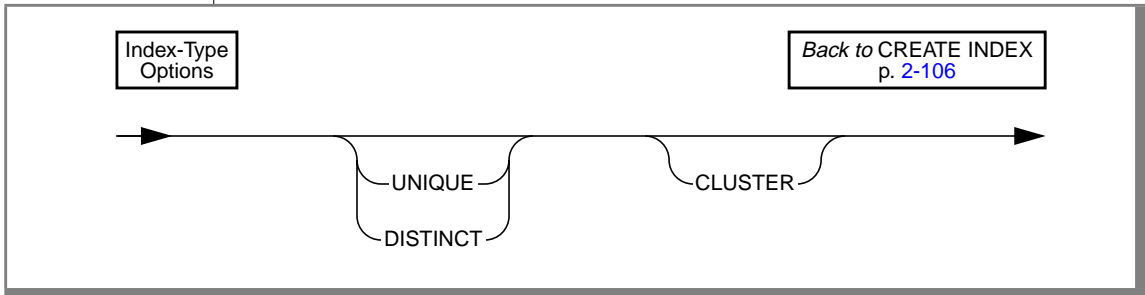 Index-Type
Options
Back to CREATE INDEX
p. 2-106
UNIQUE
CLUSTER
DISTINCT